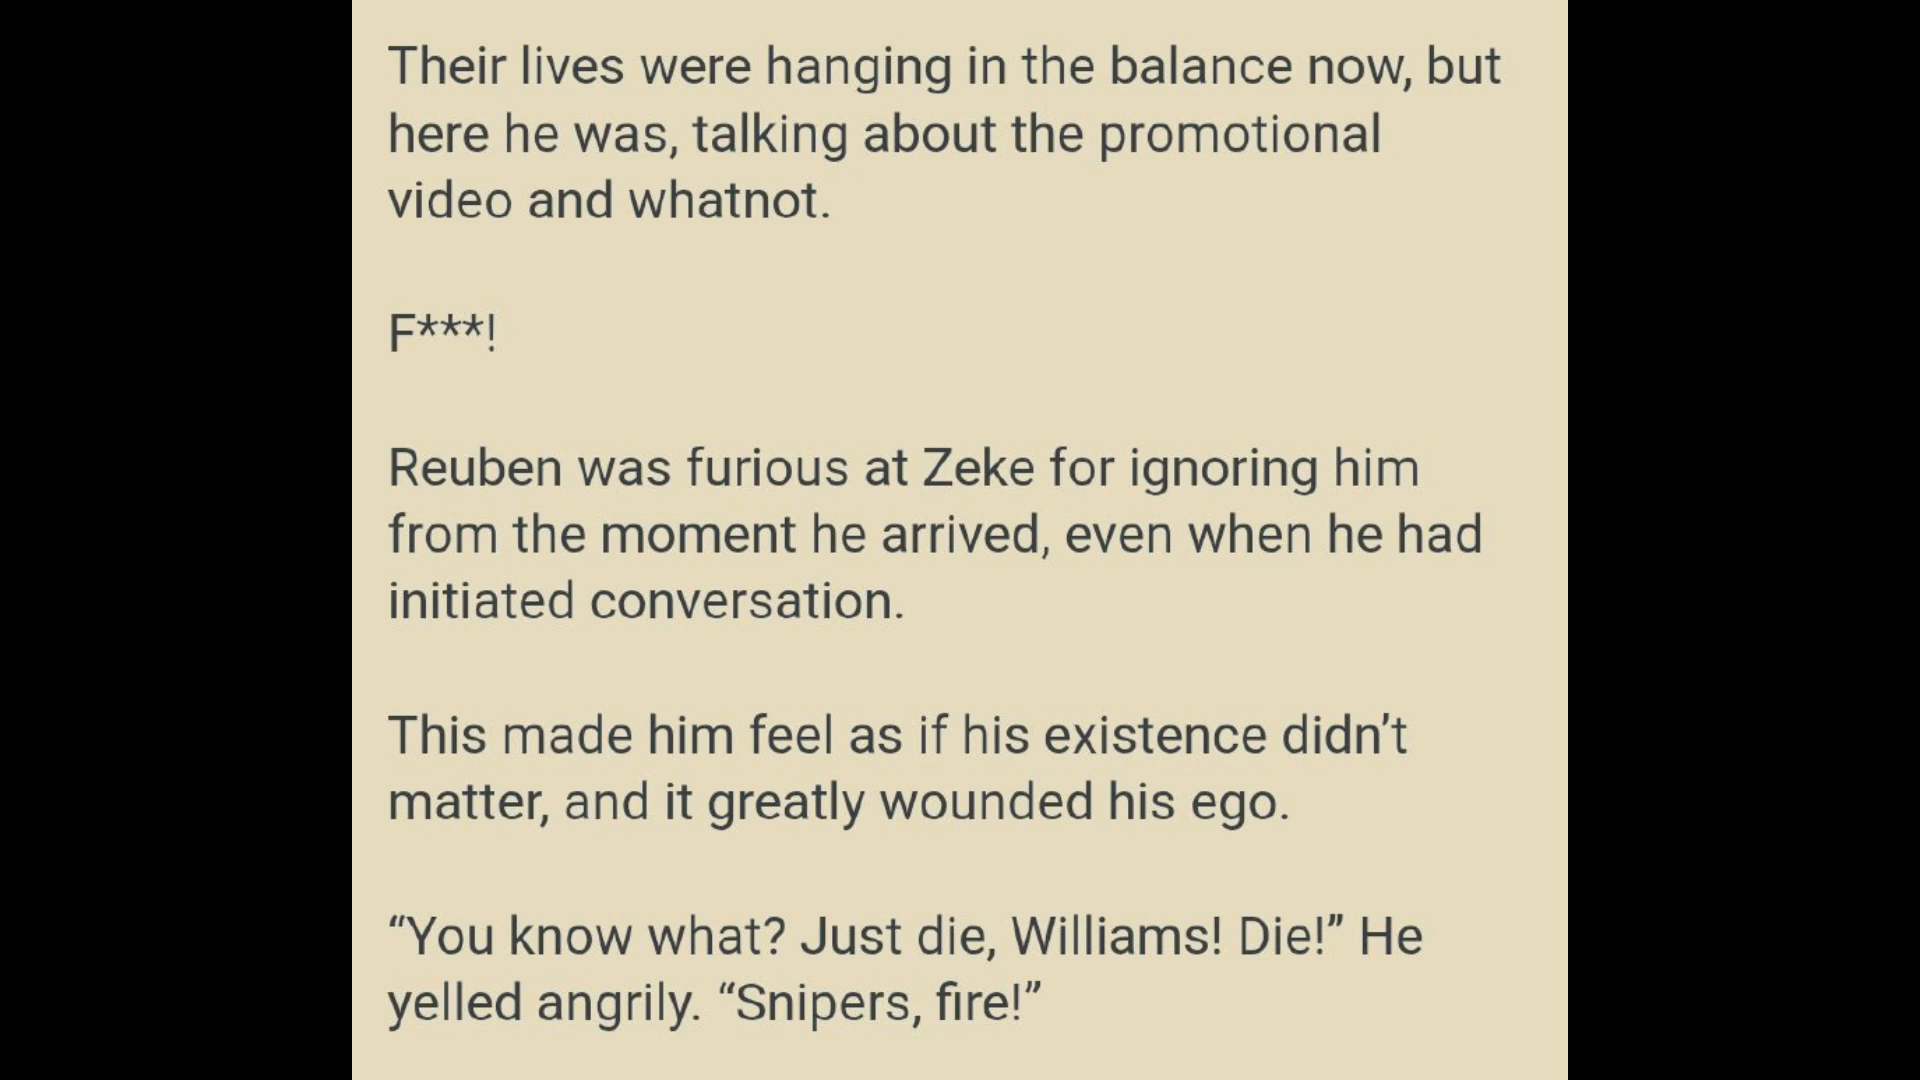 Their lives were hanging in the balance now, but
here he was, talking about the promotional
video and whatnot.
F***!
Reuben was furious at Zeke for ignoring him
from the moment he arrived, even when he had
initiated conversation.
This made him feel as if his existence didn’t
matter, and it greatly wounded his ego.
“You know what? Just die, Williams! Die!” He
yelled angrily. “Snipers, fire!”